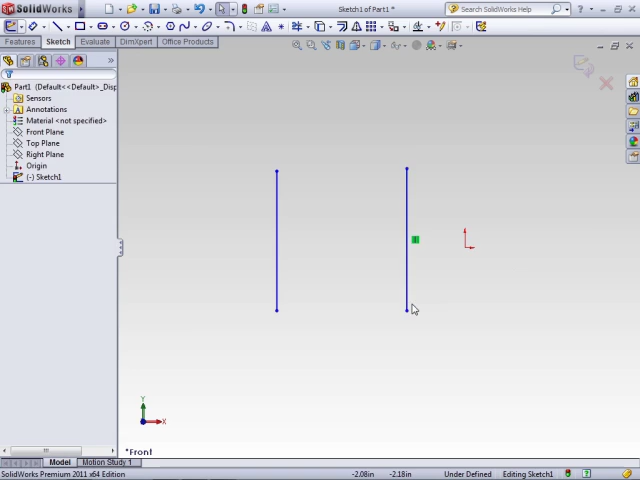 SolidWorks
Sketch1 of Part1 *
Search SolidWorks Help
Features Sketch Evaluate DimXpert Office Products
Part1 (Default<<Default>_Disp
Sensors
Annotations
Material <not specified>
Front Plane
Top Plane
Right Plane
Origin
(-) Sketch1
Y
X
*Front
Model Motion Study 1
SolidWorks Premium 2011 x64 Edition -2.08in -2.18in Under Defined Editing Sketch1